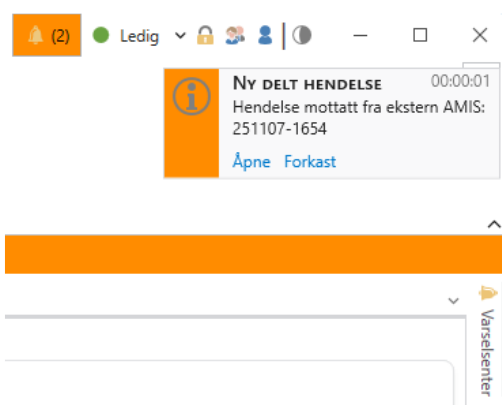 (2) Ledig
NY DELT HENDELSE 00:00:01
Hendelse mottatt fra ekstern AMIS:
251107-1654
Åpne Forkast
Varselsenter